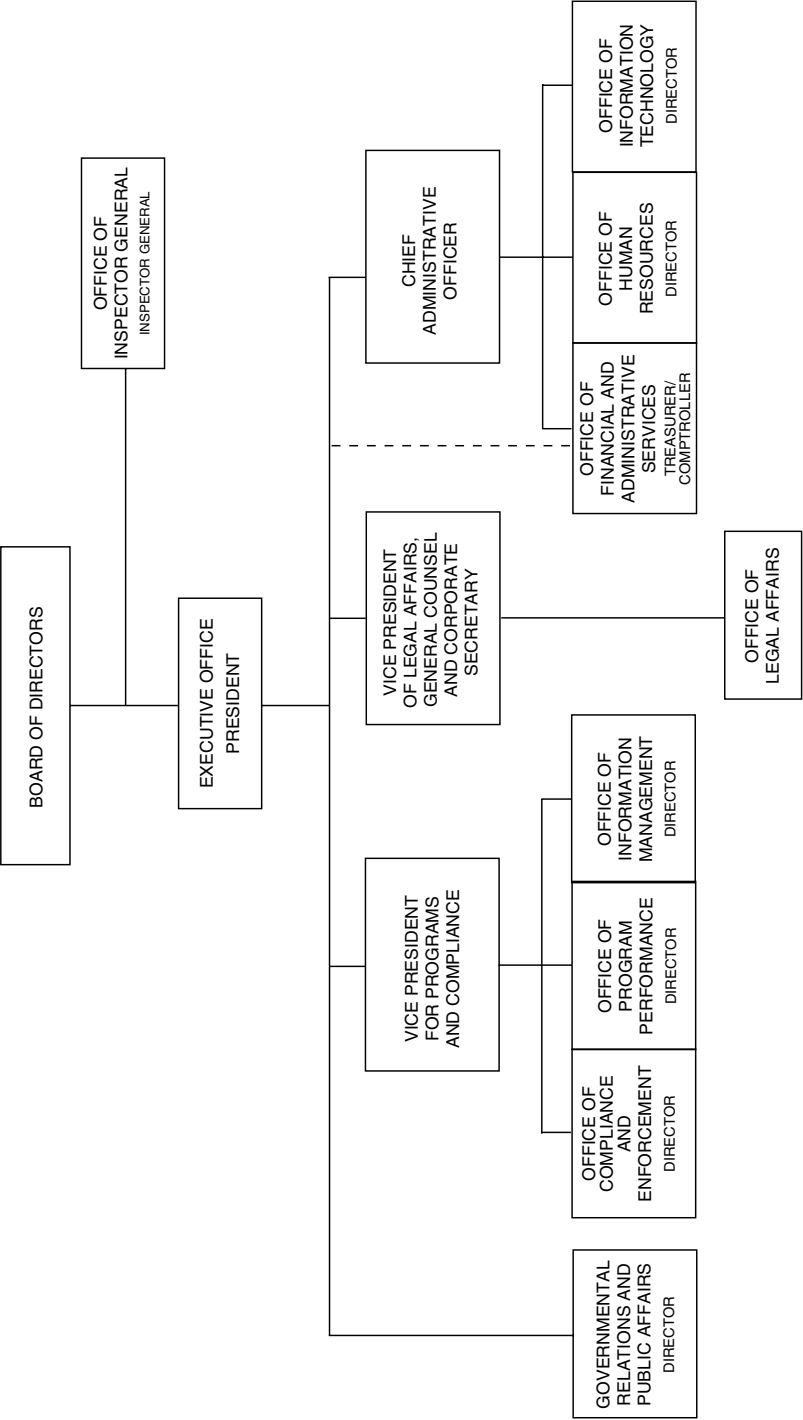 BOARD OF DIRECTORS
OFFICE OF
INSPECTOR GENERAL
INSPECTOR GENERAL
EXECUTIVE OFFICE
PRESIDENT
VICE PRESIDENT
FOR PROGRAMS
AND COMPLIANCE
VICE PRESIDENT
OF LEGAL AFFAIRS,
GENERAL COUNSEL
AND CORPORATE
SECRETARY
CHIEF
ADMINISTRATIVE
OFFICER
GOVERNMENTAL
RELATIONS AND
PUBLIC AFFAIRS
DIRECTOR
OFFICE OF
COMPLIANCE
AND
ENFORCEMENT
DIRECTOR
OFFICE OF
PROGRAM
PERFORMANCE
DIRECTOR
OFFICE OF
INFORMATION
MANAGEMENT
DIRECTOR
OFFICE OF
FINANCIAL AND
ADMINISTRATIVE
SERVICES
TREASURER/
COMPTROLLER
OFFICE OF
HUMAN
RESOURCES
DIRECTOR
OFFICE OF
INFORMATION
TECHNOLOGY
DIRECTOR
OFFICE OF
LEGAL AFFAIRS